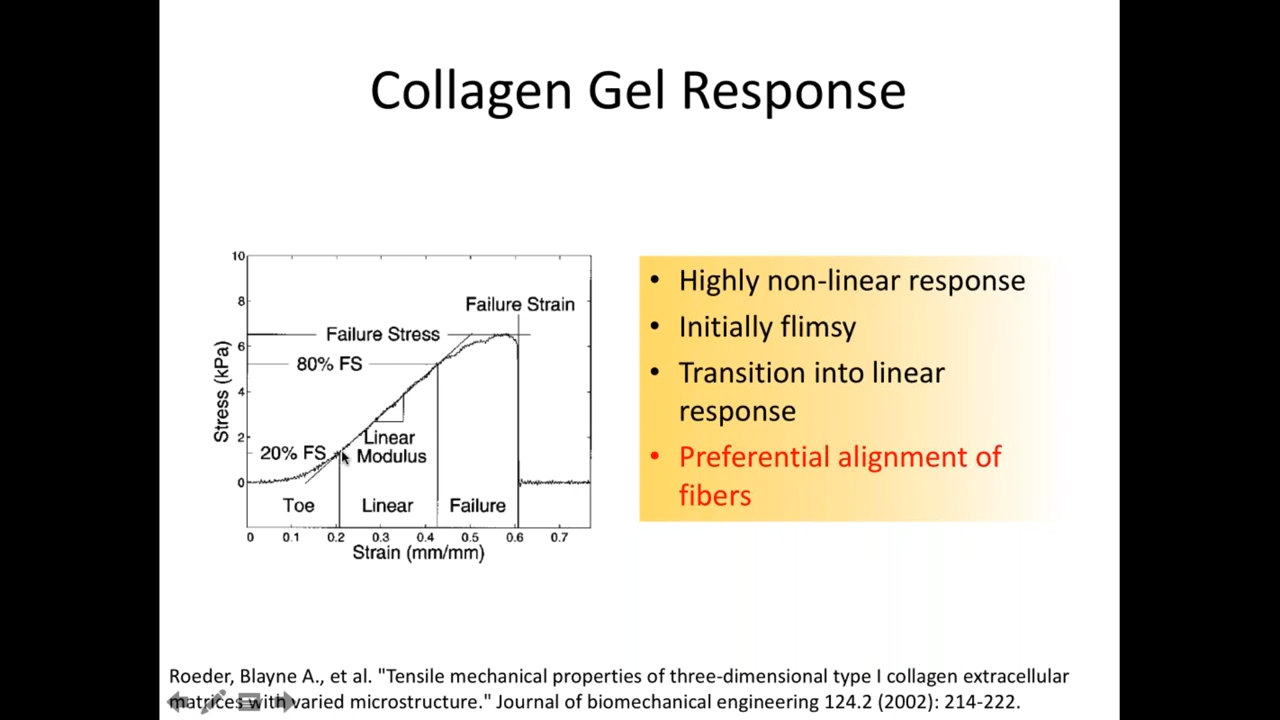 Collagen Gel Response
10
8
6
4
2
0
Stress (kPa)
Failure Strain
Failure Stress
80% FS
20% FS
Linear
Modulus
Toe
Linear
Failure
0 0.1 0.2 0.3 0.4 0.5 0.6 0.7
Strain (mm/mm)
• Highly non-linear response
• Initially flimsy
• Transition into linear
response
• Preferential alignment of
fibers
Roeder, Blayne A., et al. "Tensile mechanical properties of three-dimensional type I collagen extracellular
matrices with varied microstructure." Journal of biomechanical engineering 124.2 (2002): 214-222.